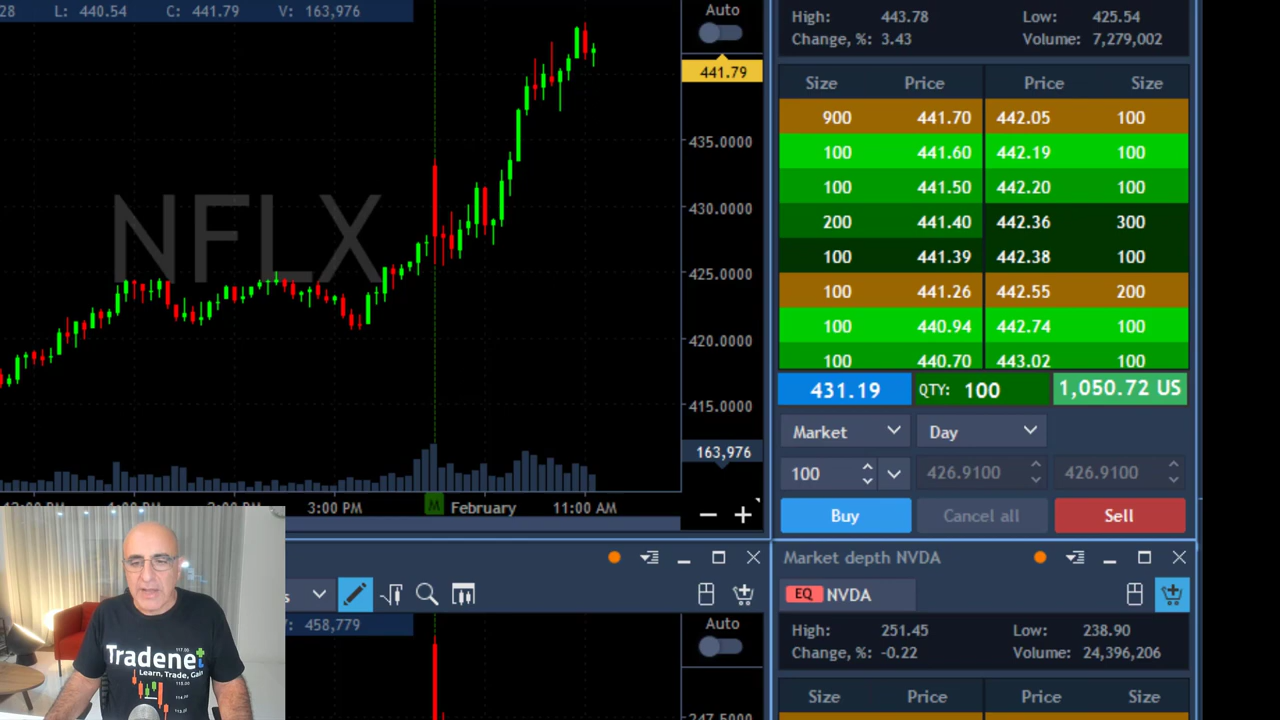 28 L: 440.54 C: 441.79 V: 163,976
Auto
441.79
435.0000
430.0000
425.0000
420.0000
415.0000
163,976
NFLX
3:00 PM
M
February
11:00 AM
High: 443.78 Low: 425.54
Change, %: 3.43 Volume: 7,279,002
Size Price Price Size
900 441.70 442.05 100
100 441.60 442.19 100
100 441.50 442.20 100
200 441.40 442.36 300
100 441.39 442.38 100
100 441.26 442.55 200
100 440.94 442.74 100
100 440.70 443.02 100
431.19 QTY: 100 1,050.72 US
Market Day
100 426.9100 426.9100
Buy Cancel all Sell
s
458,779
Auto
Market depth NVDA
EQ NVDA
High: 251.45 Low: 238.90
Change, %: -0.22 Volume: 24,396,206
Size Price Price Size
Tradenet
Learn, Trade, Gain